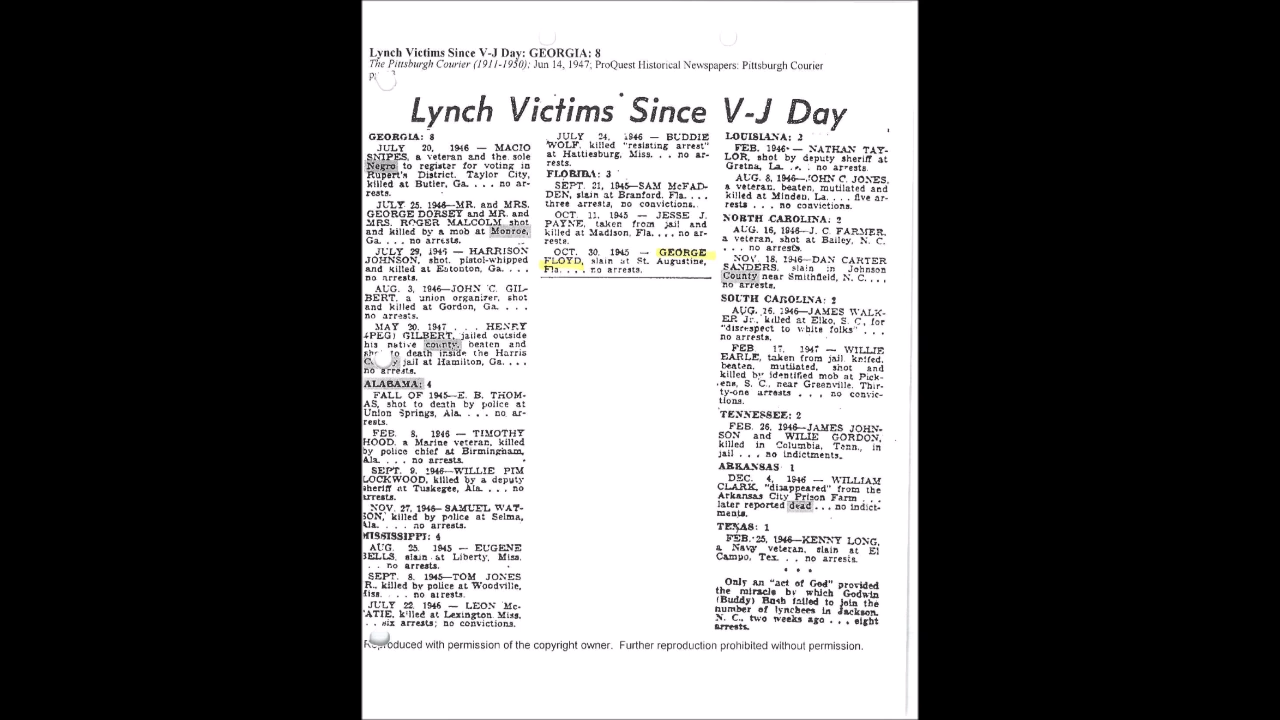 Lynch Victims Since V-J Day: GEORGIA: 8
The Pittsburgh Courier (1911-1950); Jun 14, 1947; ProQuest Historical Newspapers: Pittsburgh Courier
Lynch Victims Since V-J Day
GEORGIA: 8
JULY 20, 1946 — MACIO
SNIPES, a veteran and the sole
Negro to register for voting in
Rupert's District, Taylor City,
killed at Butler, Ga. . . . no ar-
rests.
JULY 25, 1946—MR. and MRS.
GEORGE DORSEY and MR. and
MRS. ROGER MALCOLM, shot
and killed by a mob at Monroe,
Ga. . . . no arrests.
JULY 29, 1946 — HARRISON
JOHNSON, shot, pistol-whipped
and killed at Eatonton, Ga. . . .
no arrests.
AUG. 3, 1946—JOHN C. GIL-
BERT, a union organizer, shot
and killed at Gordon, Ga. . . .
no arrests.
MAY 20, 1947 . . . HENRY
(PEG) GILBERT, jailed outside
his native county, beaten and
shot to death inside the Harris
jail at Hamilton, Ga. . . .
no arrests.
ALABAMA: 4
FALL OF 1945—E. B. THOM-
AS, shot to death by police at
Union Springs, Ala. . . . no ar-
rests.
FEB. 8, 1946 — TIMOTHY
HOOD, a Marine veteran, killed
by police chief at Birmingham,
Ala. . . . no arrests.
SEPT. 9, 1946—WILLIE PIM
LOCKWOOD, killed by a deputy
sheriff at Tuskegee, Ala. . . . no
arrests.
NOV. 27, 1946—SAMUEL WAT-
SON, killed by police at Selma,
Ala. . . . no arrests.
MISSISSIPPI: 4
AUG. 25, 1945 — EUGENE
BELLS, slain at Liberty, Miss.
. . no arrests.
SEPT. 8, 1945—TOM JONES
R., killed by police at Woodville,
Miss. . . . no arrests.
JULY 22, 1946 — LEON Mc-
ATIE, killed at Lexington Miss.
. . six arrests; no convictions.
JULY 24, 1946 — BUDDIE
WOLF, killed "resisting arrest"
at Hattiesburg, Miss. . . no ar-
rests.
FLORIDA: 3
SEPT. 21, 1945—SAM McFAD-
DEN, slain at Branford, Fla. . . .
three arrests, no convictions.
OCT. 11, 1945 — JESSE J.
PAYNE, taken from jail and
killed at Madison, Fla. . . . no ar-
rests.
OCT. 30, 1945 — GEORGE
FLOYD, slain at St. Augustine,
Fla. . . . no arrests.
LOUISIANA: 2
FEB. 1946 — NATHAN TAY-
LOR, shot by deputy sheriff at
Gretna, La. . . . no arrests.
AUG. 8, 1946—JOHN C. JONES,
a veteran, beaten, mutilated and
killed at Minden, La. . . . five ar-
rests . . . no convictions.
NORTH CAROLINA: 2
AUG. 16, 1946—J. C. FARMER,
a veteran, shot at Bailey, N. C.
. . . no arrests.
NOV. 18, 1946—DAN CARTER
SANDERS, slain in Johnson
County near Smithfield, N. C. . . .
no arrests.
SOUTH CAROLINA: 2
AUG. 16, 1946—JAMES WALK-
ER Jr., killed at Elko, S. C., for
"disrespect to white folks" . . .
no arrests.
FEB. 17, 1947 — WILLIE
EARLE, taken from jail, knifed,
beaten, mutilated, shot and
killed by identified mob at Pick-
ens, S. C., near Greenville. Thir-
ty-one arrests . . . no convic-
tions.
TENNESSEE: 2
FEB. 26, 1946—JAMES JOHN-
SON and WILIE GORDON,
killed in Columbia, Tenn., in
jail . . . no indictments.
ARKANSAS 1
DEC. 4, 1946 — WILLIAM
CLARK, "disappeared" from the
Arkansas City Prison Farm . . .
later reported dead . . . no indict-
ments.
TEXAS: 1
FEB. 25, 1946—KENNY LONG,
a Navy veteran, slain at El
Campo, Tex. . . no arrests.
* * *
Only an "act of God" provided
the miracle by which Godwin
(Buddy) Bush failed to join the
number of lynchees in Jackson,
N. C., two weeks ago . . . eight
arrests.
Reproduced with permission of the copyright owner. Further reproduction prohibited without permission.